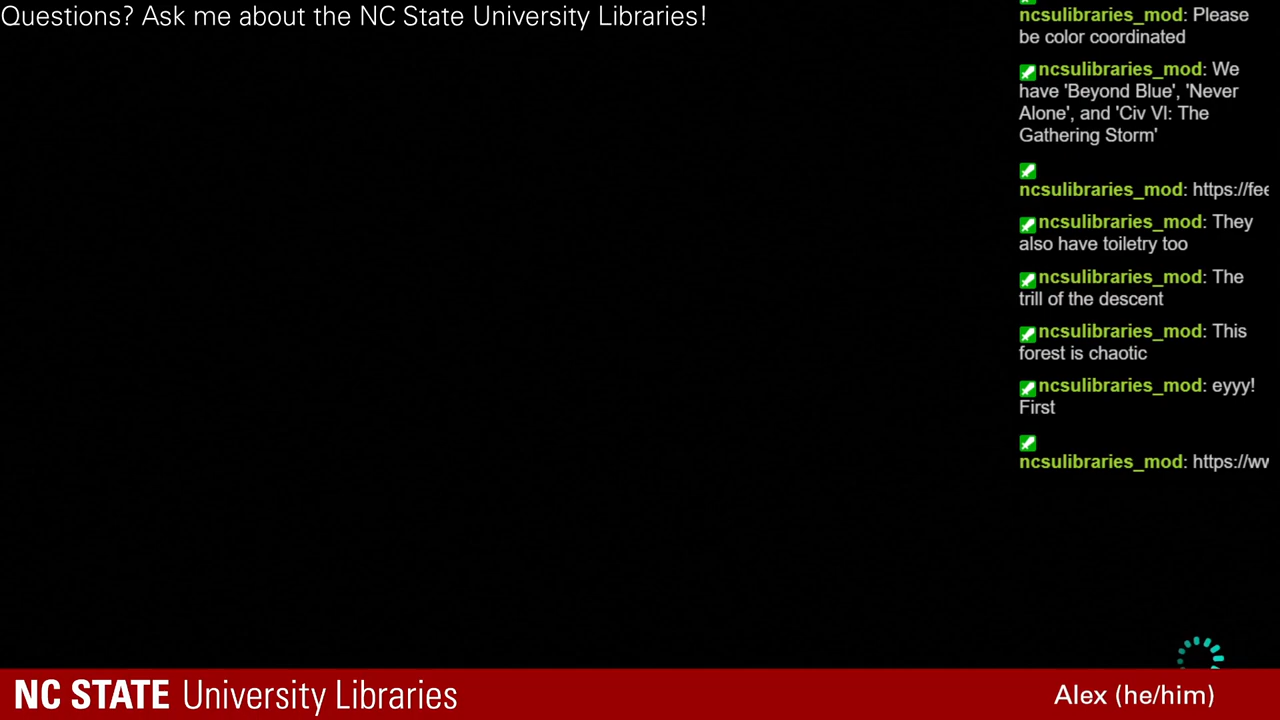 Questions? Ask me about the NC State University Libraries!
ncsulibraries_mod: Please
be color coordinated
ncsulibraries_mod: We
have 'Beyond Blue', 'Never
Alone', and 'Civ VI: The
Gathering Storm'
ncsulibraries_mod: https://fee
ncsulibraries_mod: They
also have toiletry too
ncsulibraries_mod: The
trill of the descent
ncsulibraries_mod: This
forest is chaotic
ncsulibraries_mod: eyyy!
First
ncsulibraries_mod: https://ww
NC STATE University Libraries
Alex (he/him)